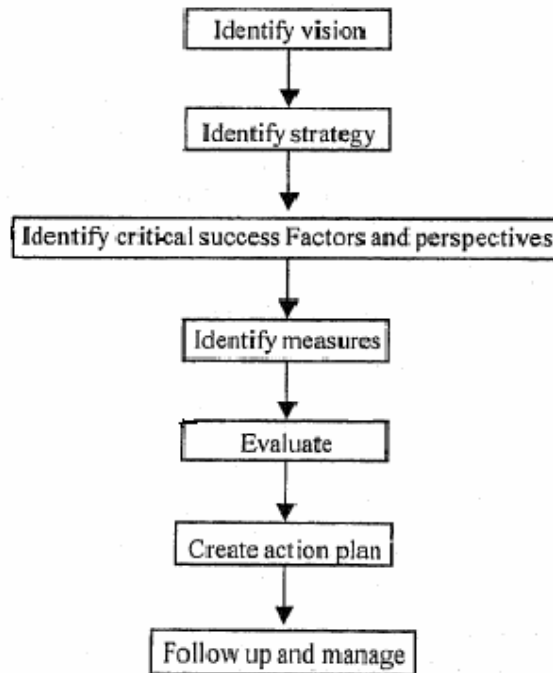 Identify vision
Identify strategy
Identify critical success Factors and perspectives
Identify measures
Evaluate
Create action plan
Follow up and manage